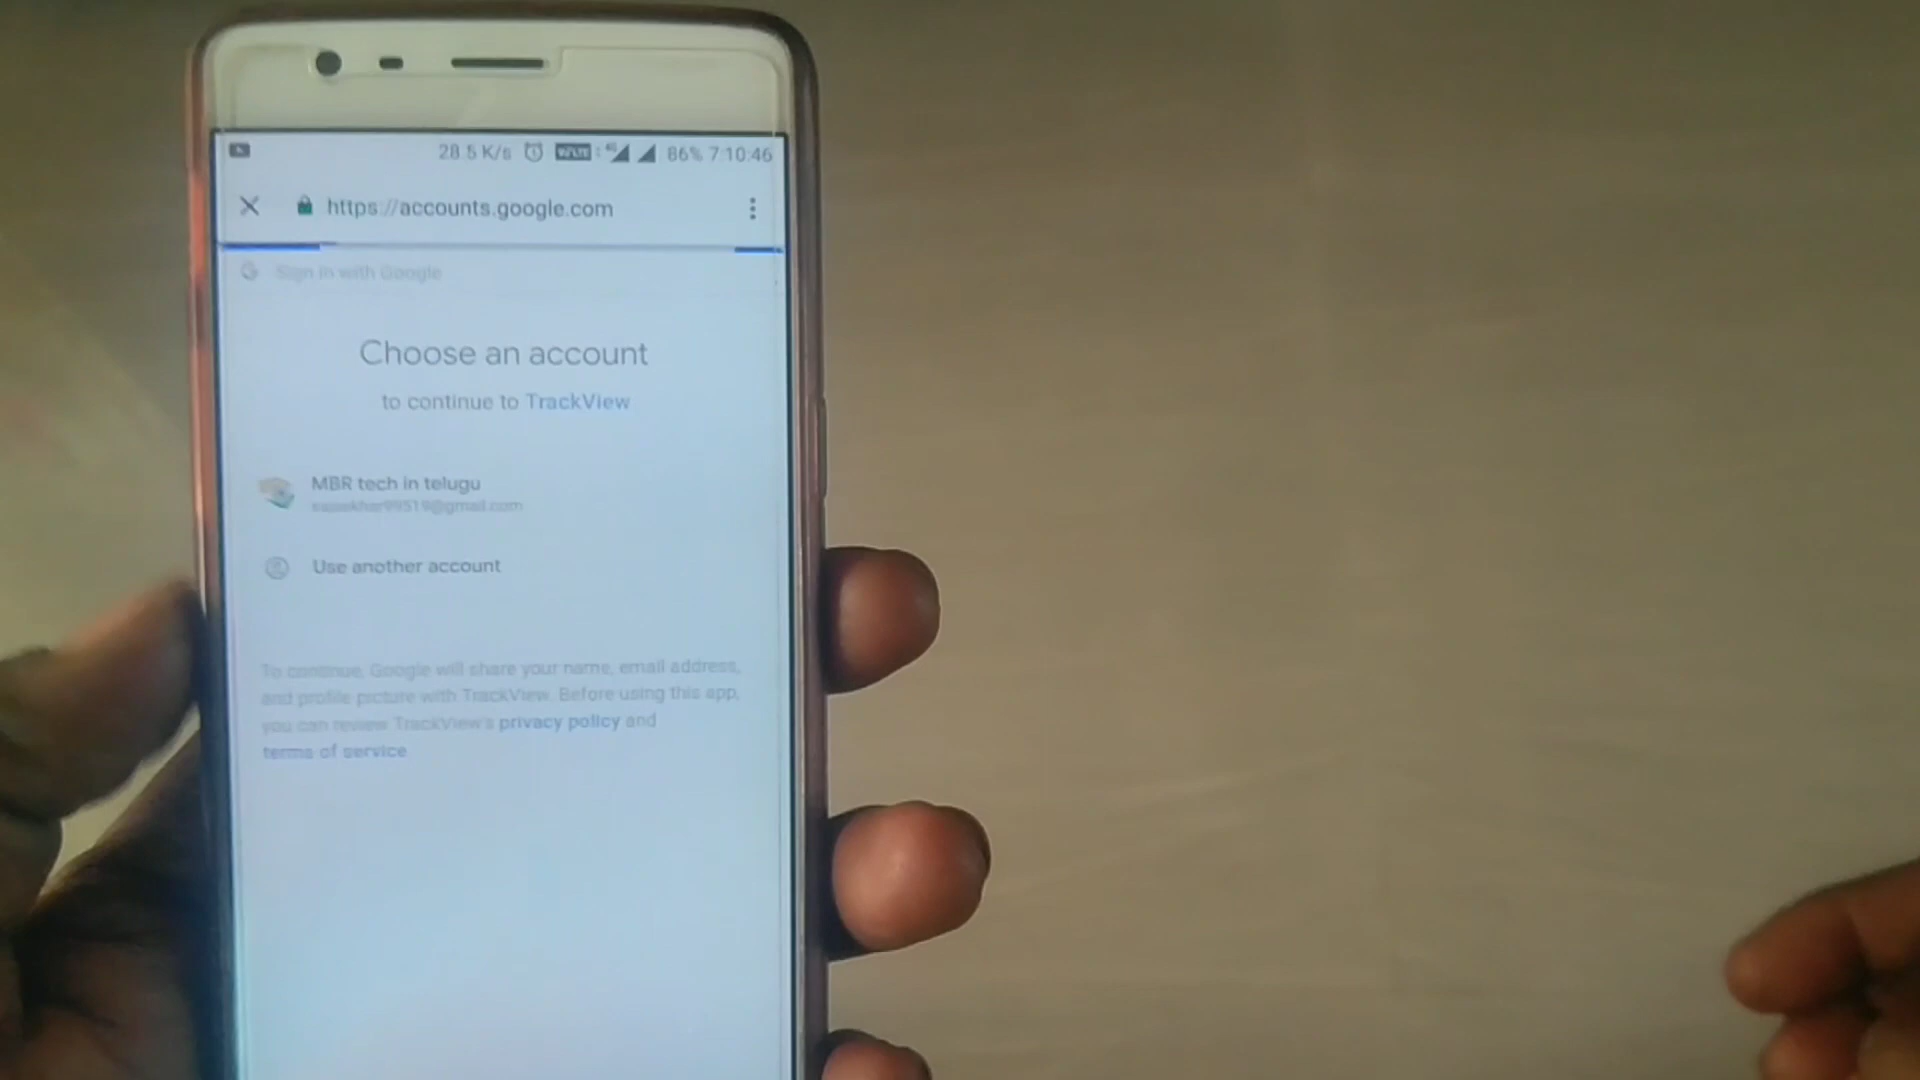 28.5 K/s VoLTE 4G 86% 7:10:46
https://accounts.google.com
Sign in with Google
Choose an account
to continue to TrackView
MBR tech in telugu
Use another account
To continue, Google will share your name, email address,
and profile picture with TrackView. Before using this app,
you can review TrackView's privacy policy and
terms of service.